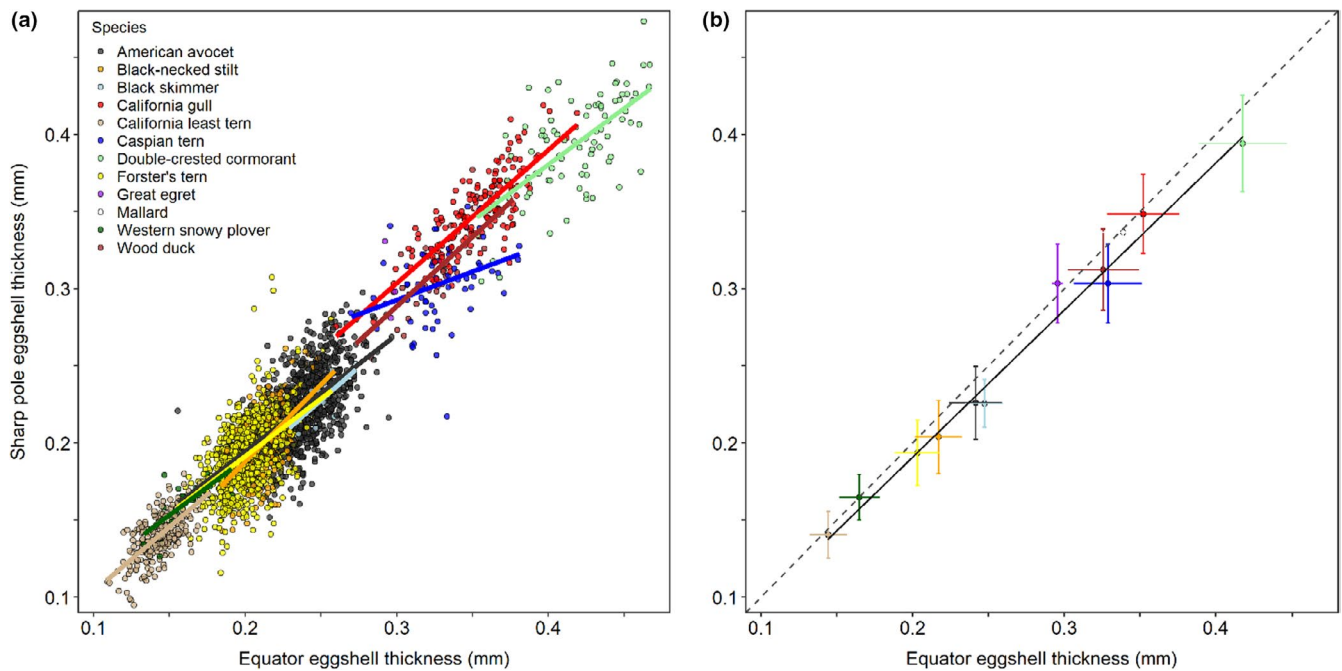 (a)
Species
American avocet
Black-necked stilt
Black skimmer
California gull
California least tern
Caspian tern
Double-crested cormorant
Forster's tern
Great egret
Mallard
Western snowy plover
Wood duck
Sharp pole eggshell thickness (mm)
0.4
0.3
0.2
0.1
0.1 0.2 0.3 0.4
Equator eggshell thickness (mm)
(b)
0.4
0.3
0.2
0.1
0.1 0.2 0.3 0.4
Equator eggshell thickness (mm)